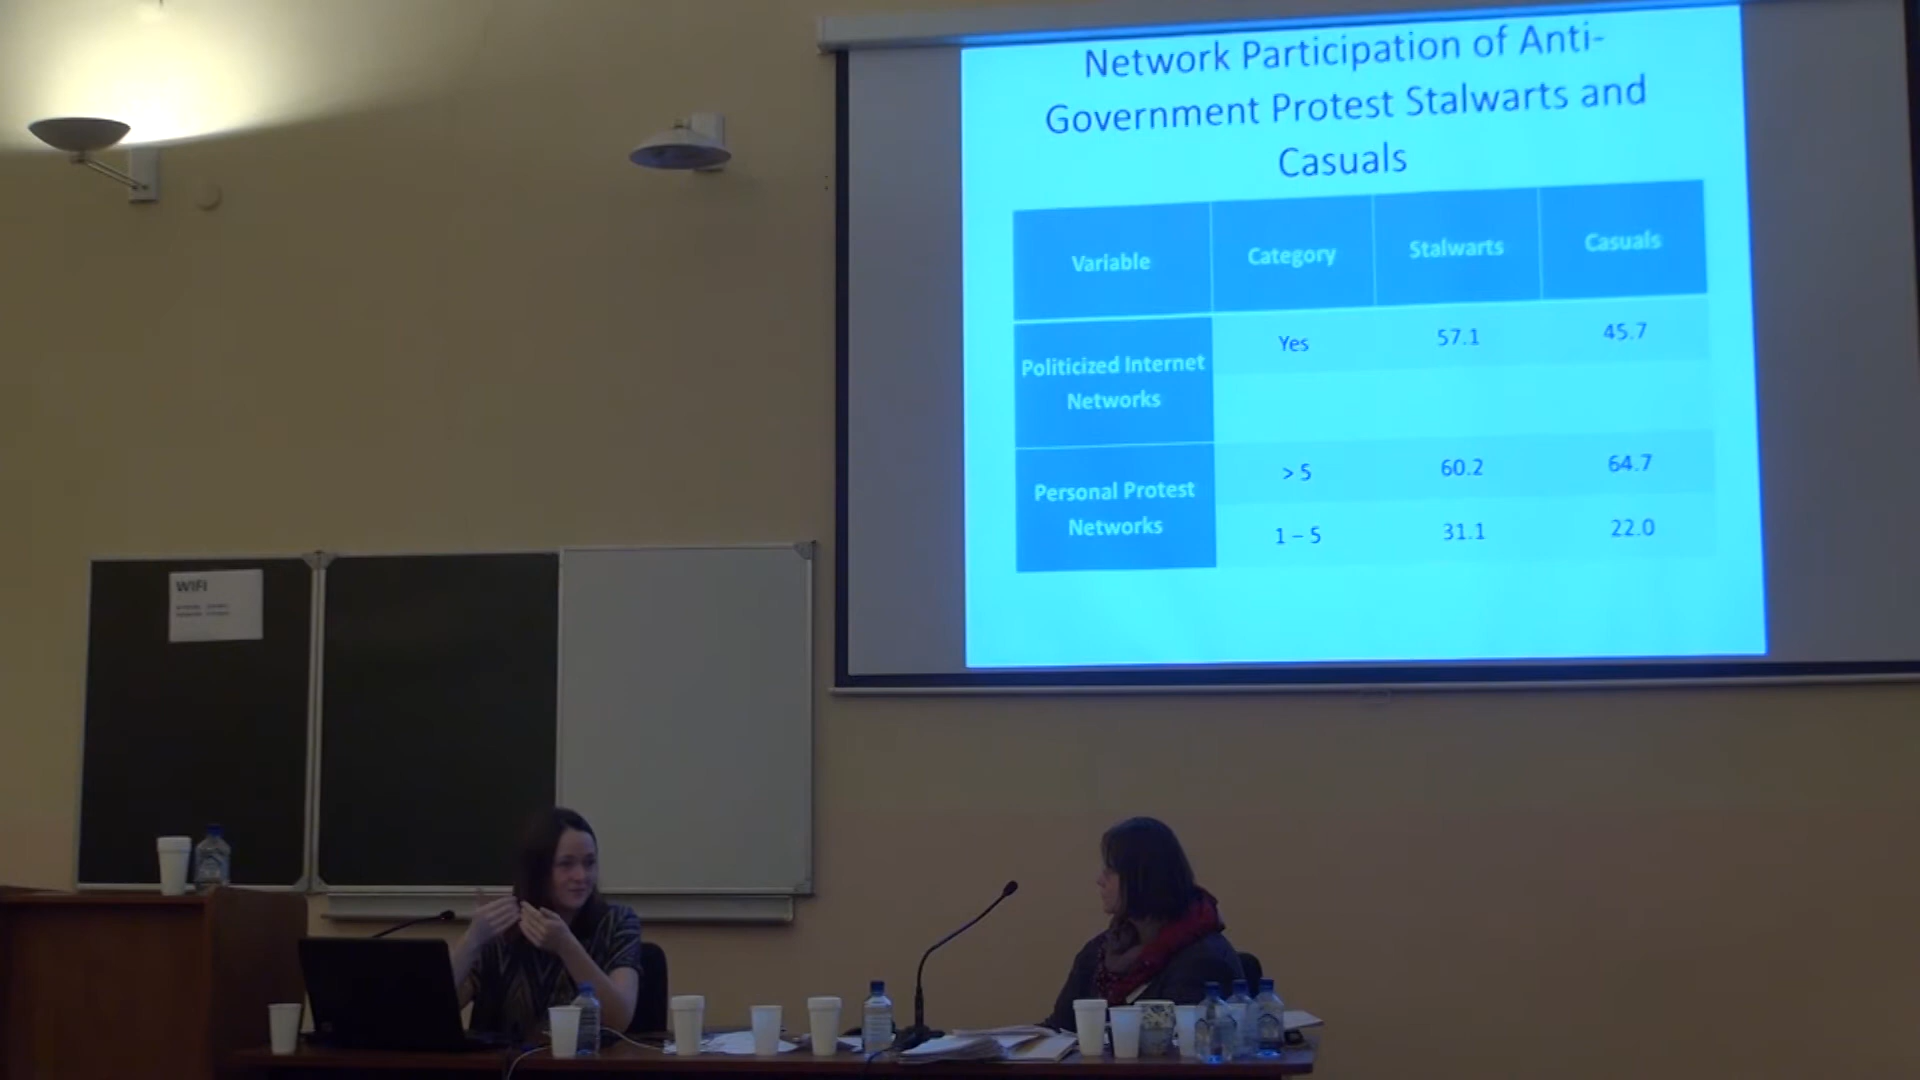 Network Participation of Anti-
Government Protest Stalwarts and
Casuals
Variable Category Stalwarts Casuals
Politicized Internet
Networks
Yes 57.1 45.7
Personal Protest
Networks
> 5 60.2 64.7
1 – 5 31.1 22.0
WIFI